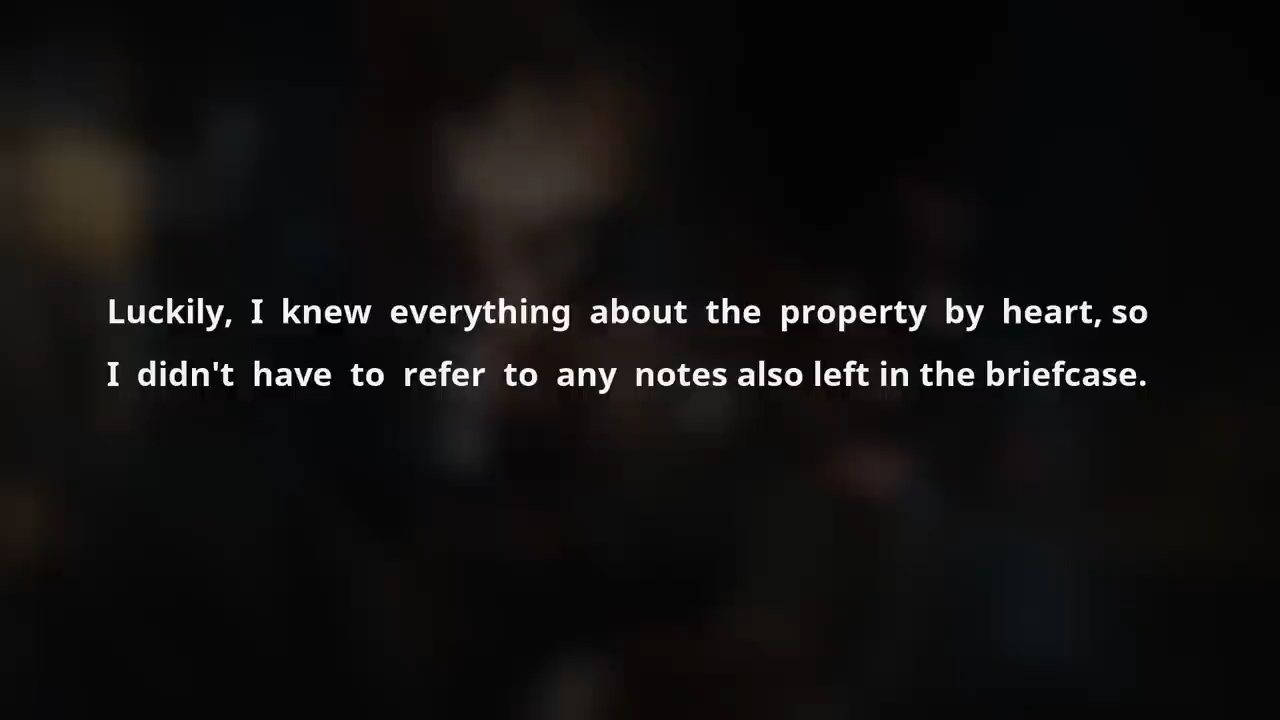 Luckily, I knew everything about the property by heart, so
I didn't have to refer to any notes also left in the briefcase.